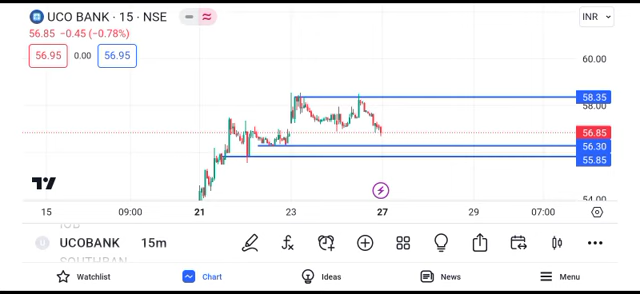 UCO BANK · 15 · NSE
INR
56.85 −0.45 (−0.78%)
56.95 0.00 56.95
60.00
58.35
58.00
56.85
56.30
55.85
54.00
15 09:00 21 23 27 29 07:00
UCOBANK 15m
Watchlist Chart Ideas News Menu